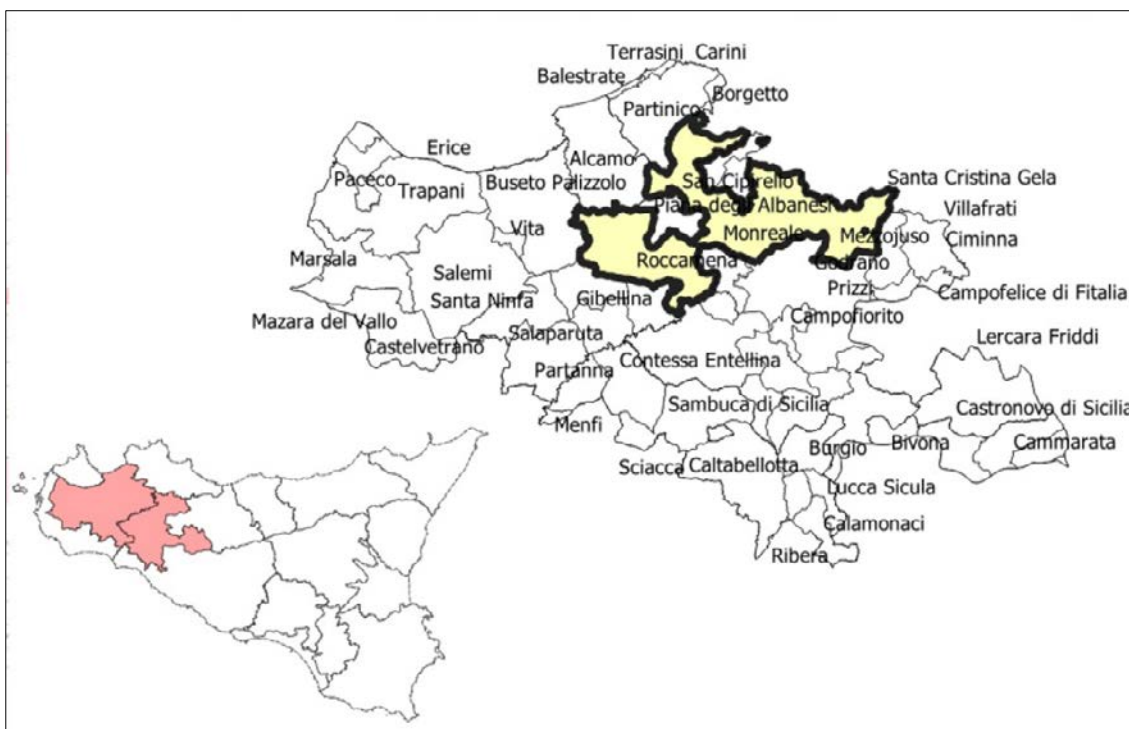 Terrasini Carini
Balestrate
Borgetto
Partinico
Erice
Alcamo
Paceco
Trapani
Buseto Palizzolo
San Cipirello
Santa Cristina Gela
Piana degli Albanesi
Villafrati
Vita
Monreale
Mezzojuso
Ciminna
Marsala
Roccamena
Godrano
Salemi
Prizzi
Santa Ninfa
Gibellina
Campofelice di Fitalia
Mazara del Vallo
Campofiorito
Salaparuta
Lercara Friddi
Castelvetrano
Contessa Entellina
Partanna
Sambuca di Sicilia
Castronovo di Sicilia
Menfi
Burgio
Bivona
Cammarata
Sciacca
Caltabellotta
Lucca Sicula
Calamonaci
Ribera